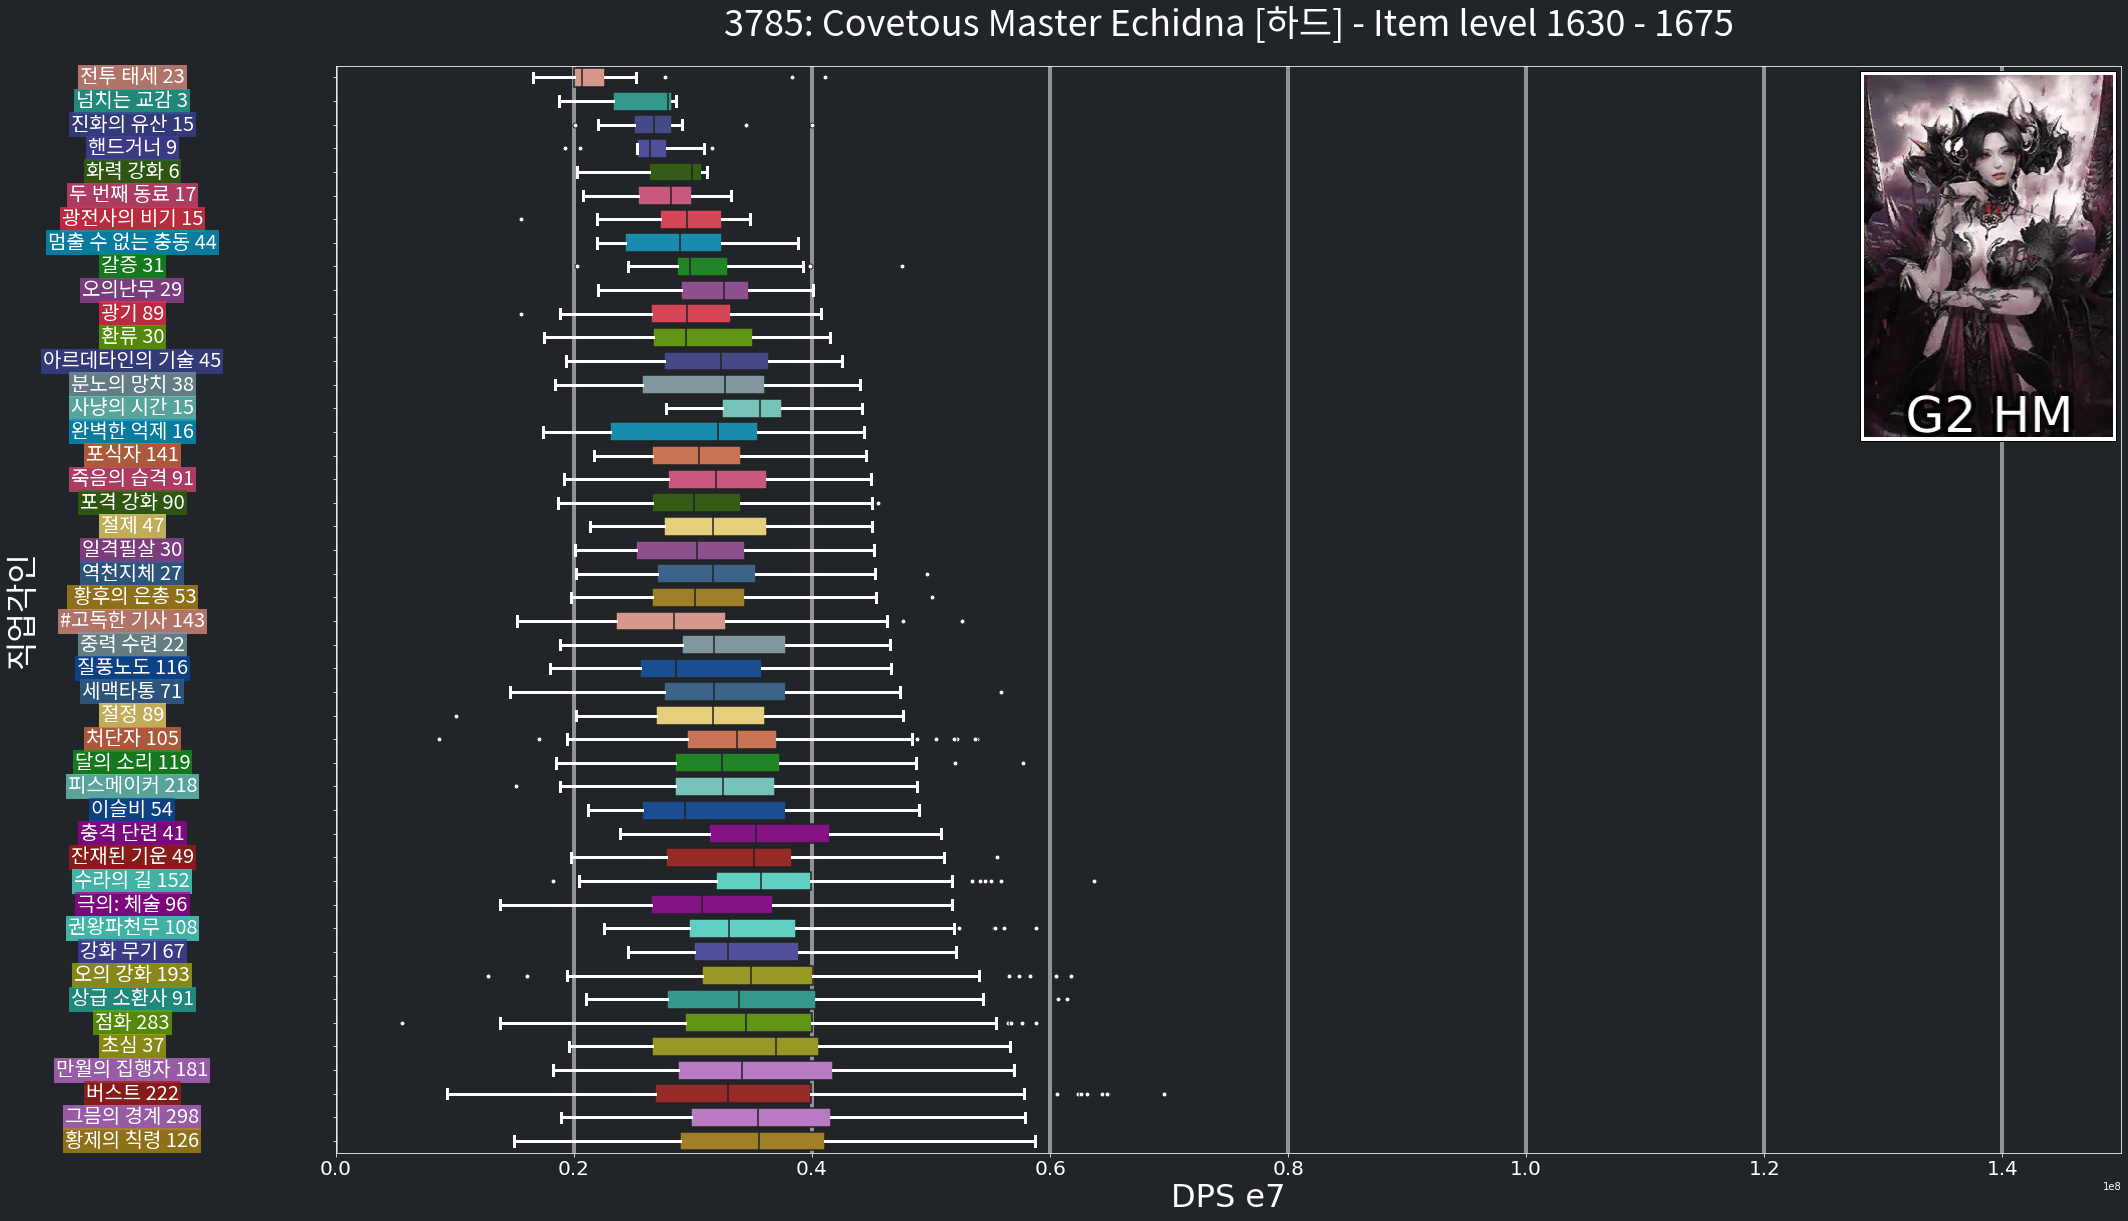 3785: Covetous Master Echidna [하드] - Item level 1630 - 1675
전투 태세 23
넘치는 교감 3
진화의 유산 15
핸드거너 9
화력 강화 6
두 번째 동료 17
광전사의 비기 15
멈출 수 없는 충동 44
갈증 31
오의난무 29
광기 89
환류 30
아르데타인의 기술 45
분노의 망치 38
사냥의 시간 15
완벽한 억제 16
포식자 141
죽음의 습격 91
포격 강화 90
절제 47
일격필살 30
역천지체 27
황후의 은총 53
#고독한 기사 143
중력 수련 22
질풍노도 116
세맥타통 71
절정 89
처단자 105
달의 소리 119
피스메이커 218
이슬비 54
충격 단련 41
잔재된 기운 49
수라의 길 152
극의: 체술 96
권왕파천무 108
강화 무기 67
오의 강화 193
상급 소환사 91
점화 283
초심 37
만월의 집행자 181
버스트 222
그믐의 경계 298
황제의 칙령 126
직업각인
G2 HM
0.0 0.2 0.4 0.6 0.8 1.0 1.2 1.4
1e8
DPS e7